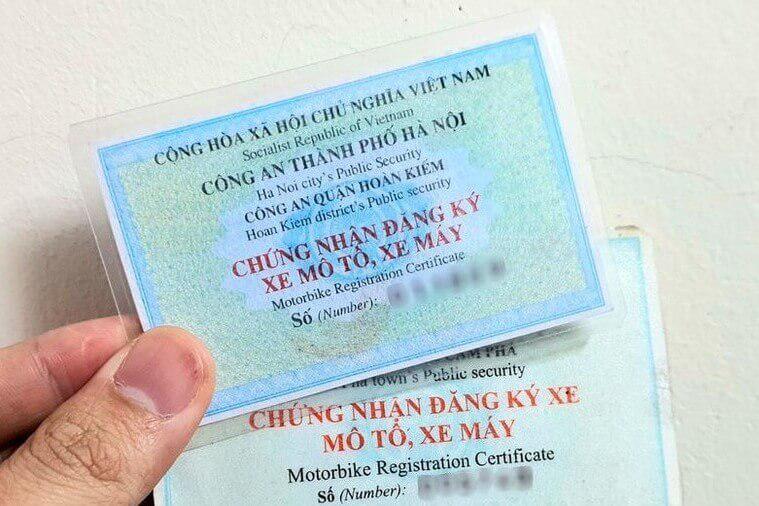 CỘNG HÒA XÃ HỘI CHỦ NGHĨA VIỆT NAM
Socialist Republic of Vietnam
CÔNG AN THÀNH PHỐ HÀ NỘI
Ha Noi city's Public Security
CÔNG AN QUẬN HOÀN KIẾM
Hoan Kiem district's Public security
CHỨNG NHẬN ĐĂNG KÝ
XE MÔ TÔ, XE MÁY
Motorbike Registration Certificate
Số (Number):
CẨM PHẢ
town's Public security
CHỨNG NHẬN ĐĂNG KÝ XE
MÔ TÔ, XE MÁY
Motorbike Registration Certificate
Số (Number):